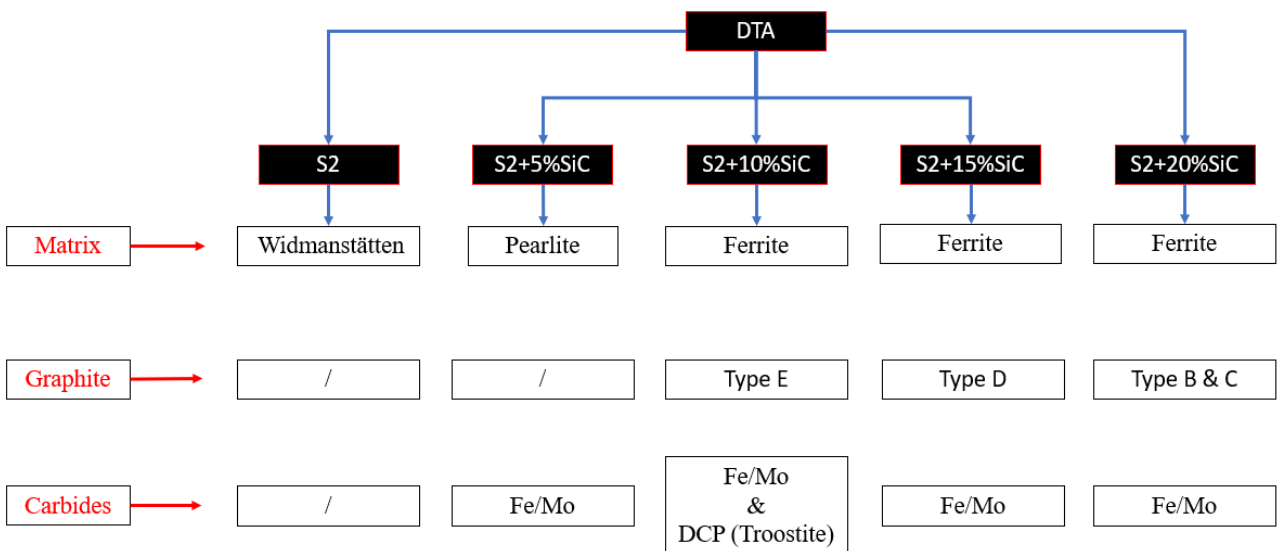 DTA
S2
S2+5%SiC
S2+10%SiC
S2+15%SiC
S2+20%SiC
Matrix
Widmanstätten
Pearlite
Ferrite
Ferrite
Ferrite
Graphite
/
/
Type E
Type D
Type B & C
Carbides
/
Fe/Mo
Fe/Mo
&
DCP (Troostite)
Fe/Mo
Fe/Mo